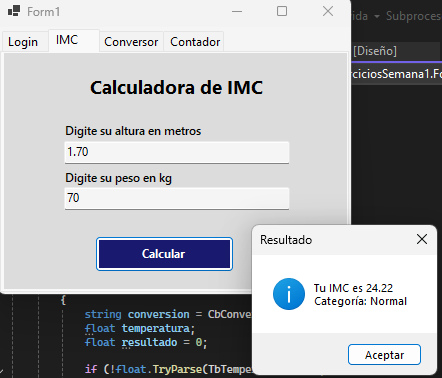 Form1
ida Subproces
Login IMC Conversor Contador
[Diseño]
rciciosSemana1.Fo
Calculadora de IMC
Digite su altura en metros
1.70
Digite su peso en kg
70
Calcular
Resultado
Tu IMC es 24.22
Categoría: Normal
Aceptar
{
string conversion = CbConve
float temperatura;
float resultado = 0;
if (!float.TryParse(TbTempe